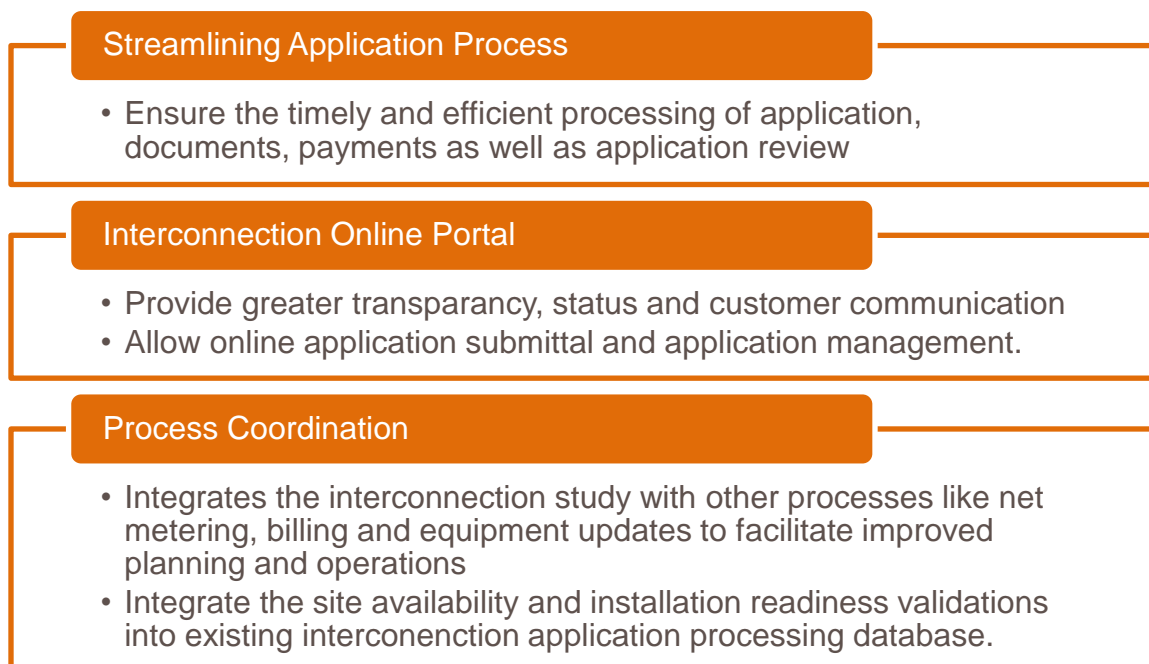 Streamlining Application Process
• Ensure the timely and efficient processing of application,
documents, payments as well as application review
Interconnection Online Portal
• Provide greater transparancy, status and customer communication
• Allow online application submittal and application management.
Process Coordination
• Integrates the interconnection study with other processes like net
metering, billing and equipment updates to facilitate improved
planning and operations
• Integrate the site availability and installation readiness validations
into existing interconenction application processing database.